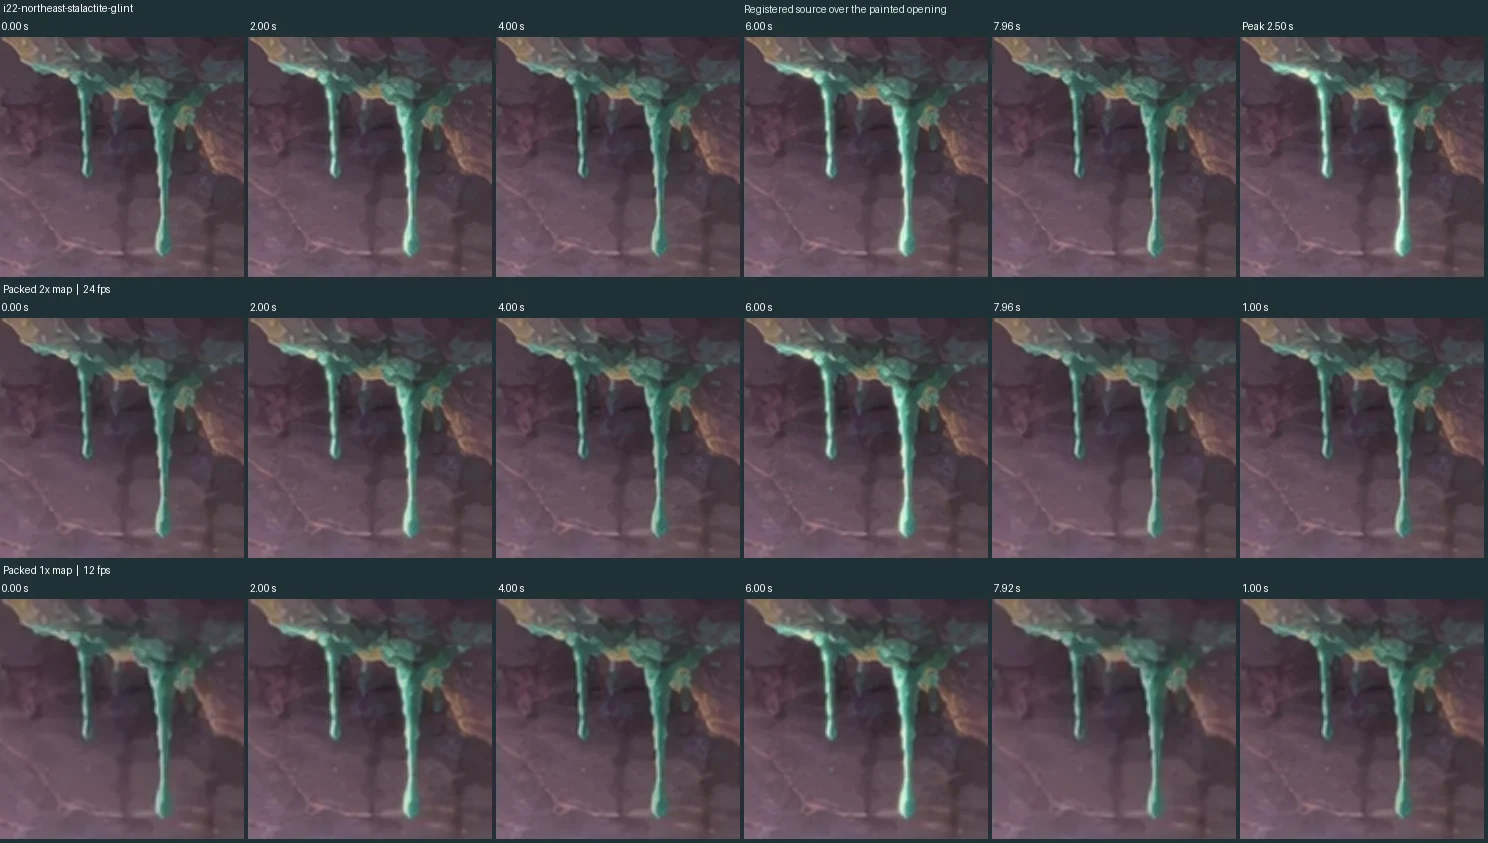 i22-northeast-stalactite-glint
Registered source over the painted opening
0.00 s
2.00 s
4.00 s
6.00 s
7.96 s
Peak 2.50 s
Packed 2x map | 24 fps
0.00 s
2.00 s
4.00 s
6.00 s
7.96 s
1.00 s
Packed 1x map | 12 fps
0.00 s
2.00 s
4.00 s
6.00 s
7.92 s
1.00 s